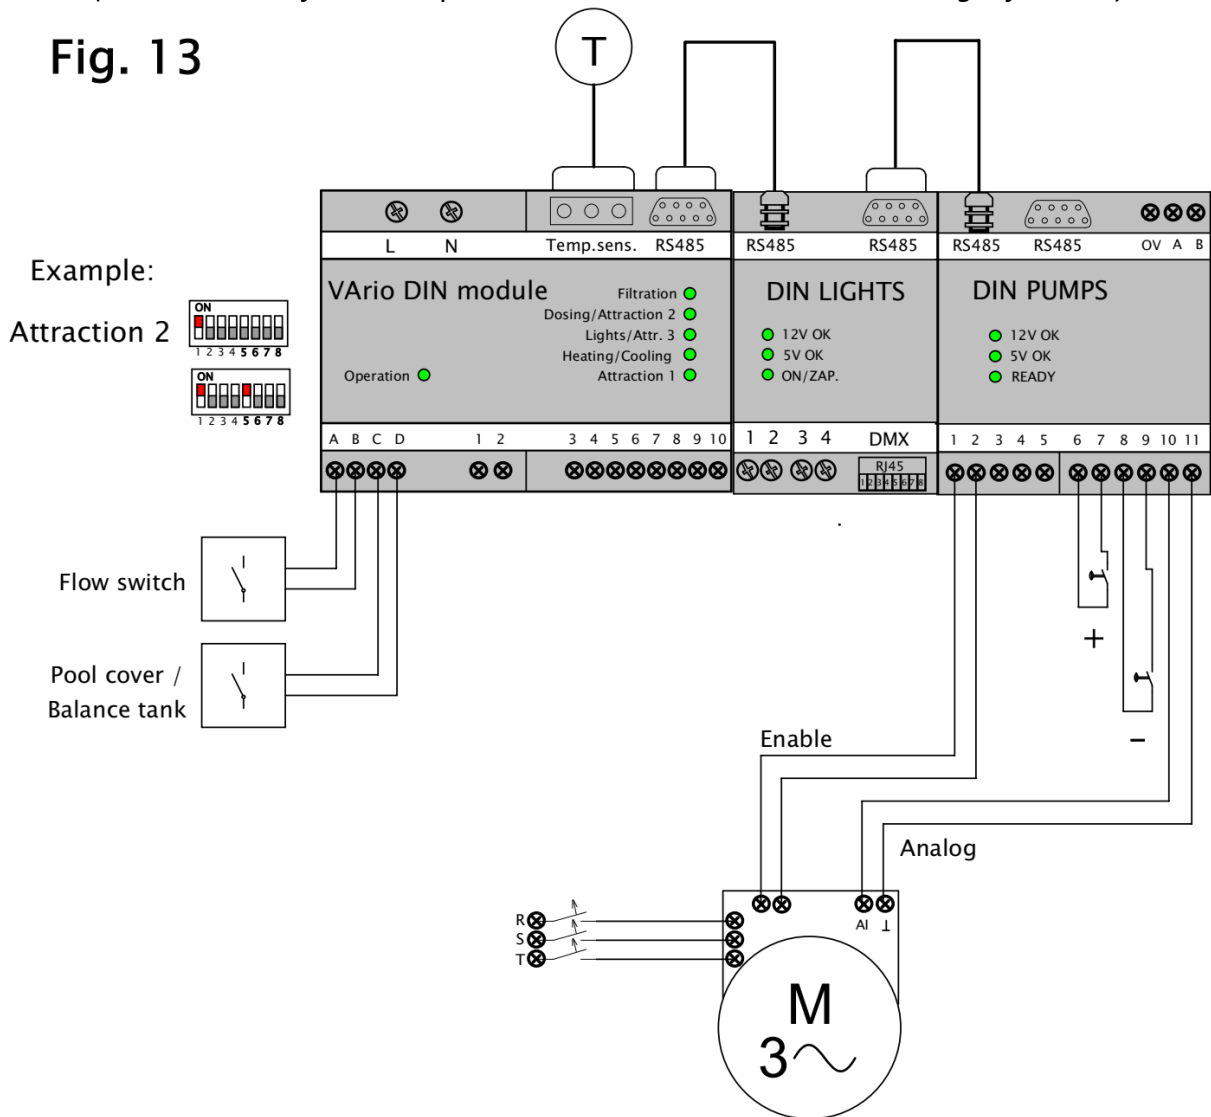 Fig. 13
T
L N Temp.sens. RS485 RS485 RS485 RS485 RS485 OV A B
Example:
Attraction 2
ON
1 2 3 4 5 6 7 8
ON
1 2 3 4 5 6 7 8
VArio DIN module
Filtration
Dosing/Attraction 2
Lights/Attr. 3
Heating/Cooling
Operation
Attraction 1
DIN LIGHTS
12V OK
5V OK
ON/ZAP.
DIN PUMPS
12V OK
5V OK
READY
A B C D 1 2 3 4 5 6 7 8 9 10
1 2 3 4 DMX
RJ45
1 2 3 4 5 6 7 8
1 2 3 4 5 6 7 8 9 10 11
Flow switch
+
Pool cover /
Balance tank
–
Enable
Analog
R
S
T
AI ⊥
M
3~